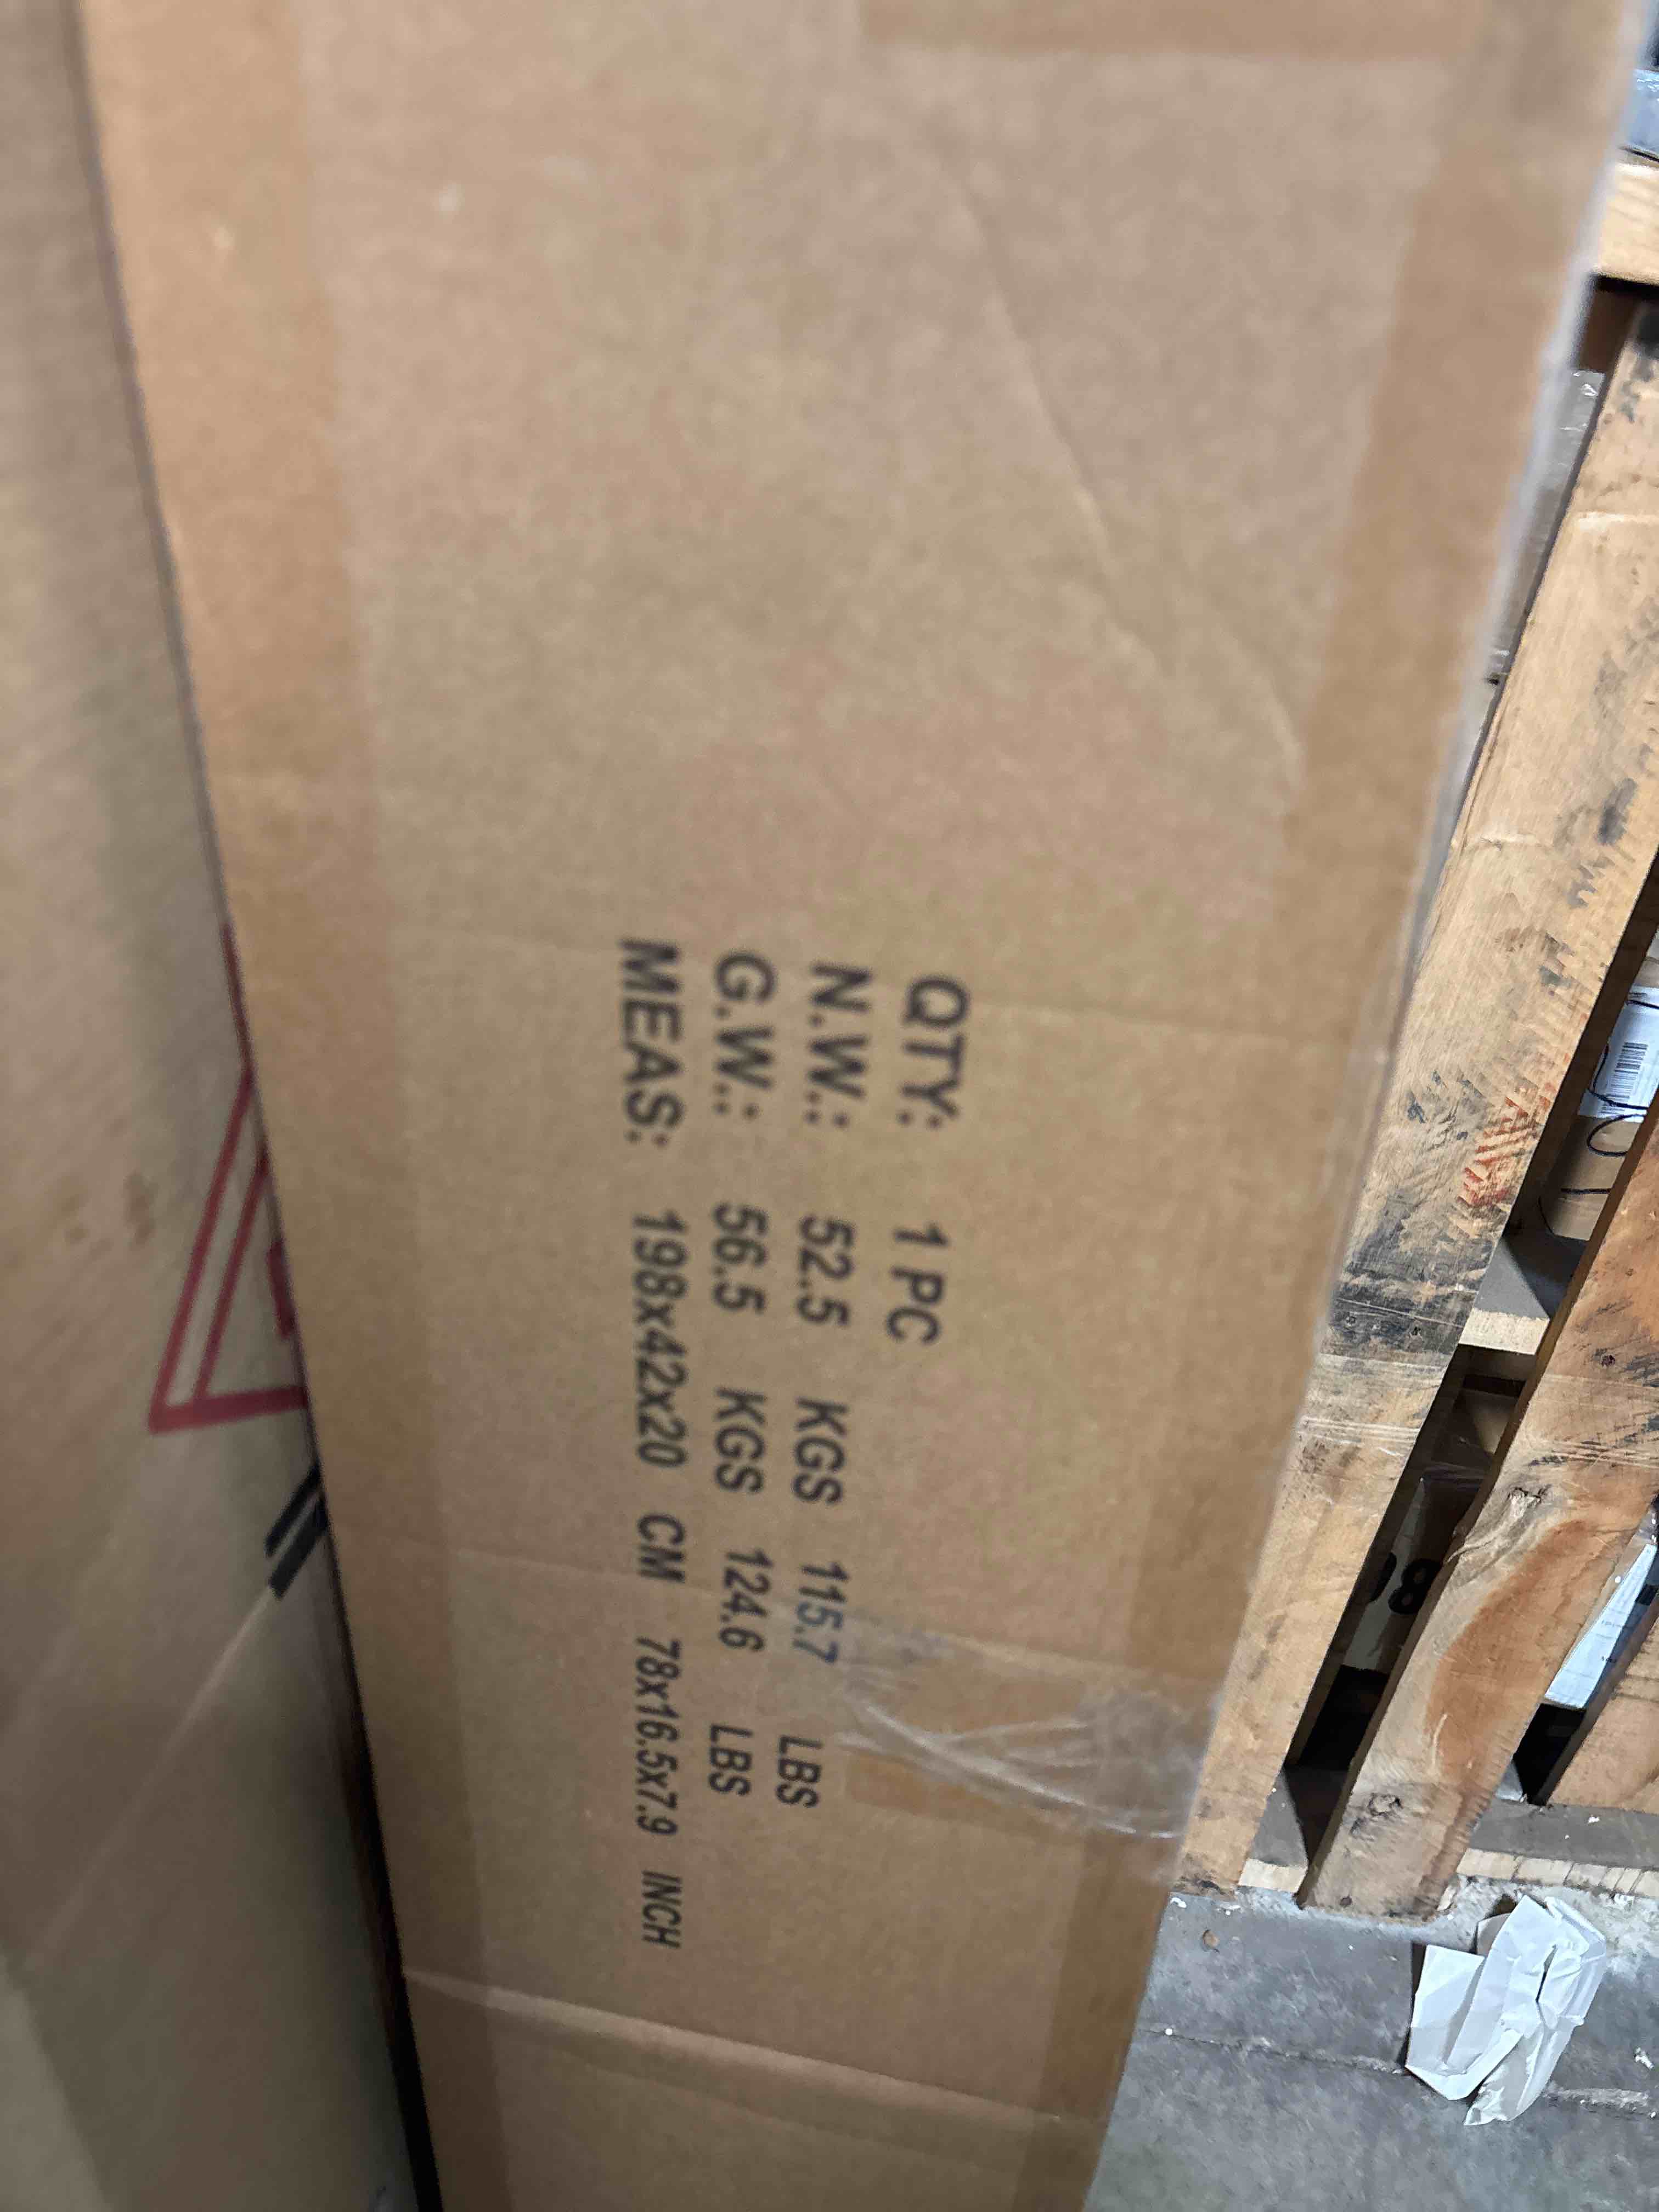 QTY: 1 PC
N.W.: 52.5 KGS 115.7 LBS
G.W.: 56.5 KGS 124.6 LBS
MEAS: 198x42x20 CM 78x16.5x7.9 INCH